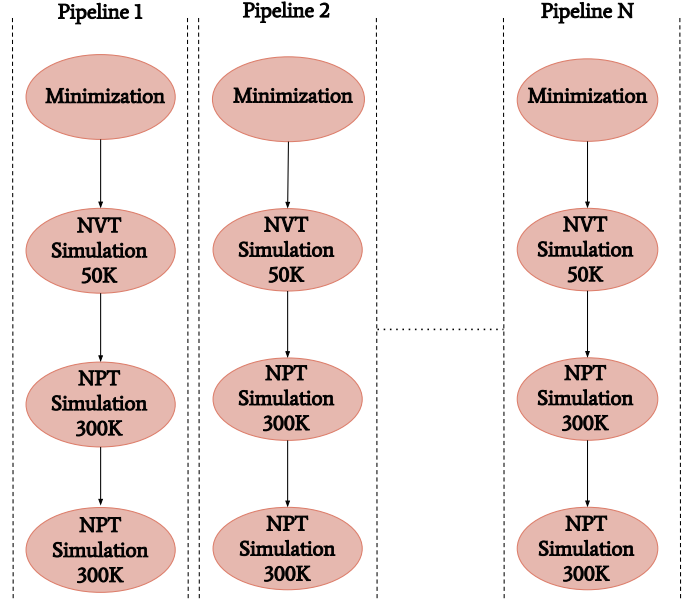 Pipeline 1
Pipeline 2
Pipeline N
Minimization
Minimization
Minimization
NVT
Simulation
50K
NVT
Simulation
50K
NVT
Simulation
50K
NPT
Simulation
300K
NPT
Simulation
300K
NPT
Simulation
300K
NPT
Simulation
300K
NPT
Simulation
300K
NPT
Simulation
300K